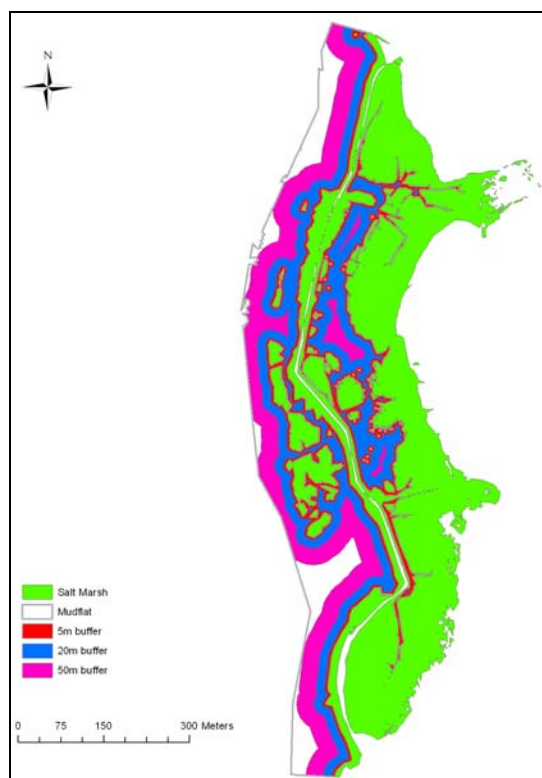 N
Salt Marsh
Mudflat
5m buffer
20m buffer
50m buffer
0 75 150 300 Meters